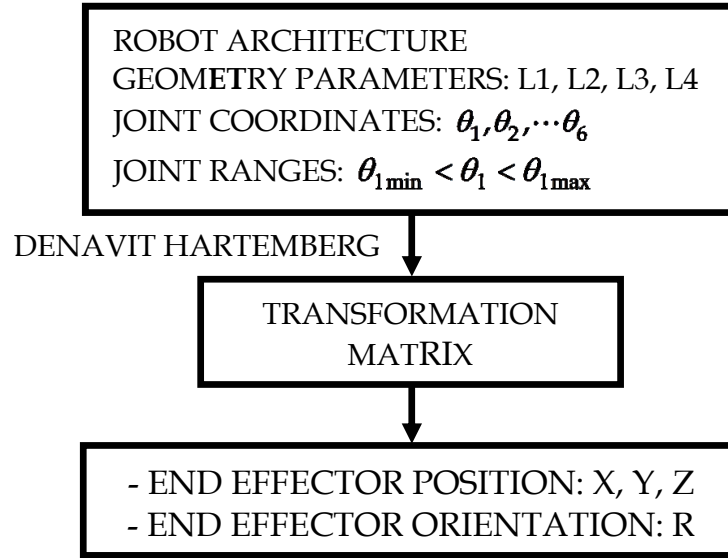 ROBOT ARCHITECTURE
GEOMETRY PARAMETERS: L1, L2, L3, L4
JOINT COORDINATES: θ₁,θ₂,⋯θ₆
JOINT RANGES: θ₁min < θ₁ < θ₁max
DENAVIT HARTEMBERG
TRANSFORMATION
MATRIX
- END EFFECTOR POSITION: X, Y, Z
- END EFFECTOR ORIENTATION: R